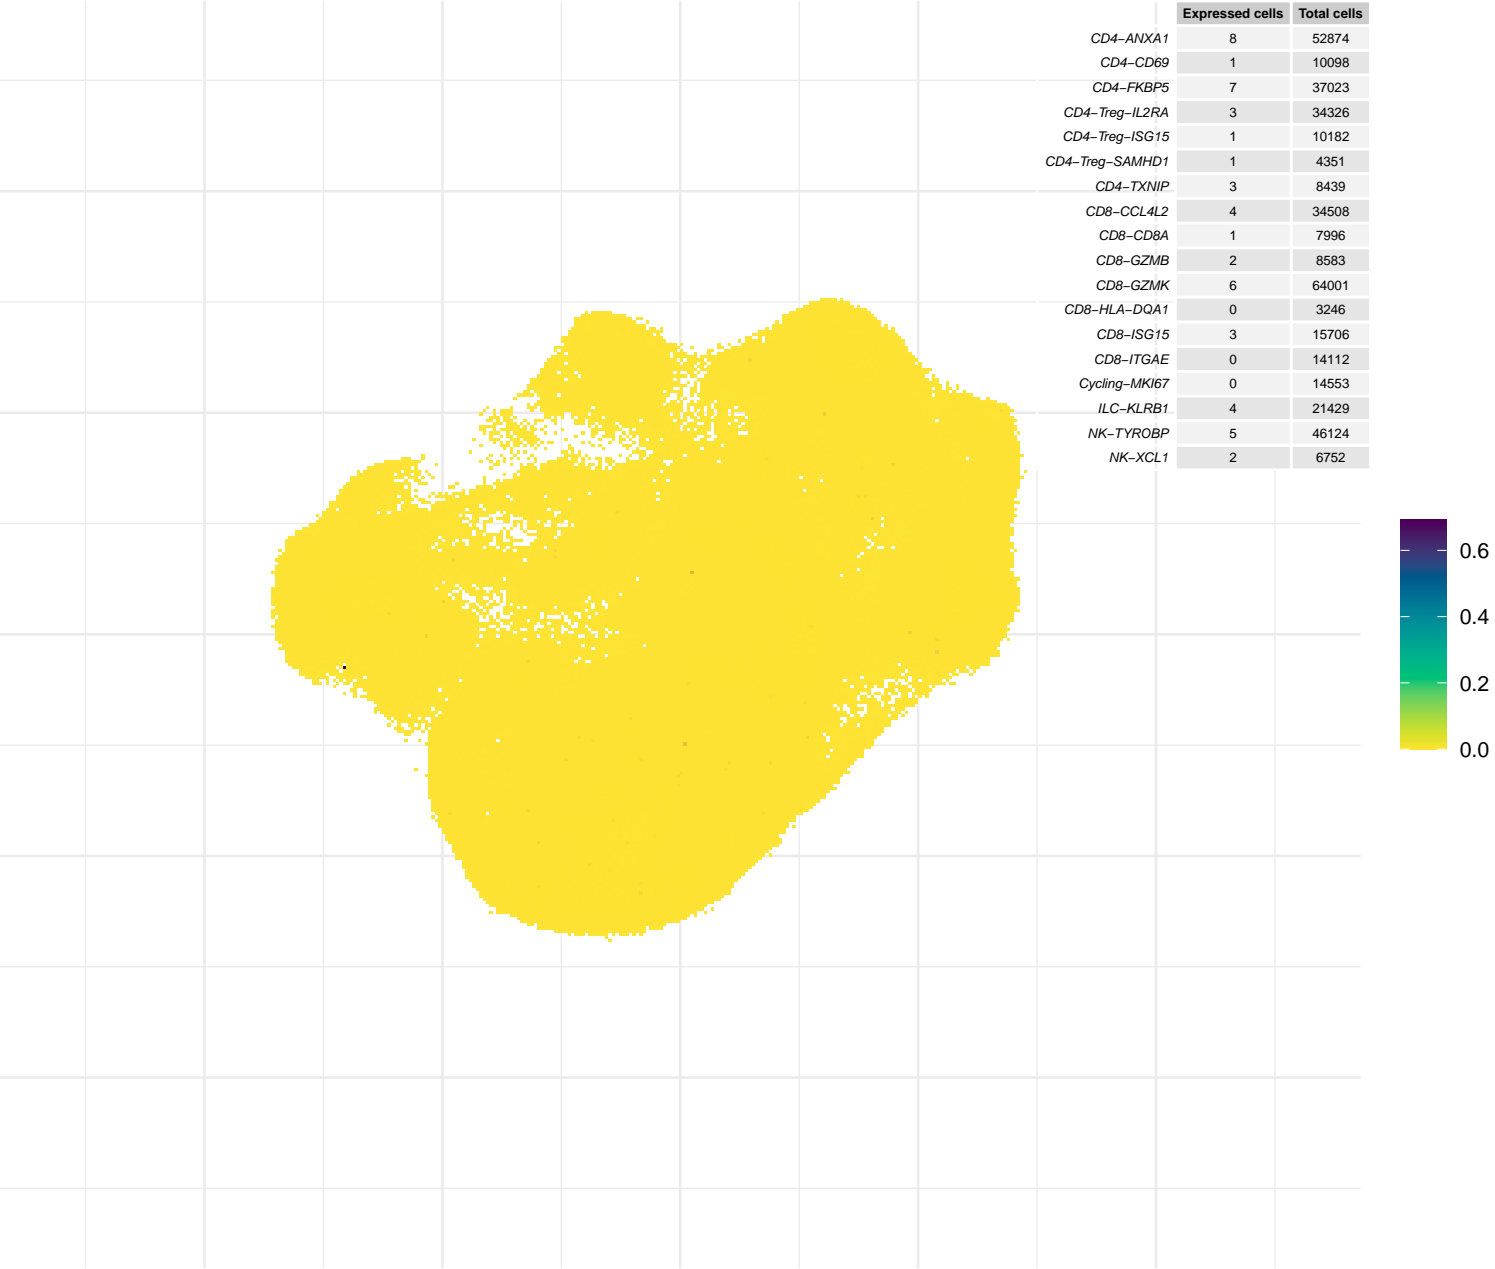 Expressed cells Total cells
CD4−ANXA1 8 52874
CD4−CD69 1 10098
CD4−FKBP5 7 37023
CD4−Treg−IL2RA 3 34326
CD4−Treg−ISG15 1 10182
CD4−Treg−SAMHD1 1 4351
CD4−TXNIP 3 8439
CD8−CCL4L2 4 34508
CD8−CD8A 1 7996
CD8−GZMB 2 8583
CD8−GZMK 6 64001
CD8−HLA−DQA1 0 3246
CD8−ISG15 3 15706
CD8−ITGAE 0 14112
Cycling−MKI67 0 14553
ILC−KLRB1 4 21429
NK−TYROBP 5 46124
NK−XCL1 2 6752
0.6
0.4
0.2
0.0